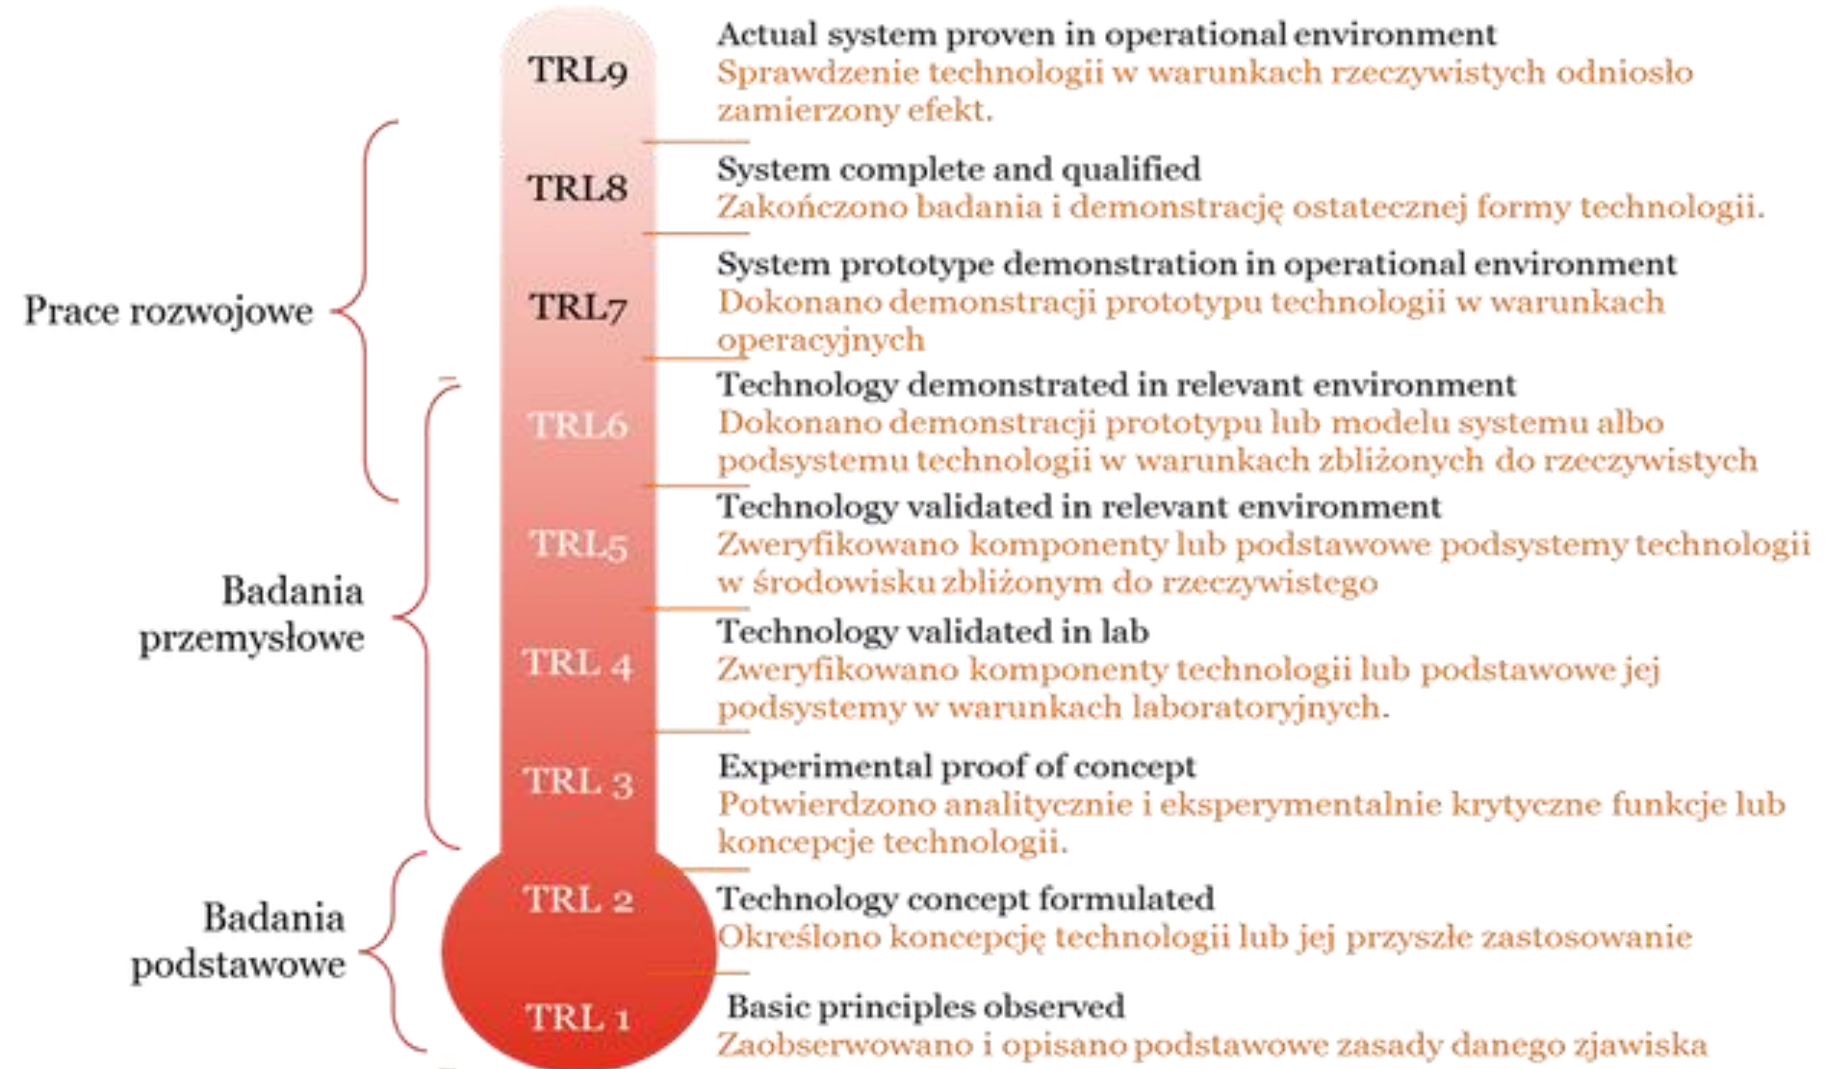 TRL9
Actual system proven in operational environment
Sprawdzenie technologii w warunkach rzeczywistych odniosło
zamierzony efekt.
TRL8
System complete and qualified
Zakończono badania i demonstrację ostatecznej formy technologii.
Prace rozwojowe
TRL7
System prototype demonstration in operational environment
Dokonano demonstracji prototypu technologii w warunkach
operacyjnych
TRL6
Technology demonstrated in relevant environment
Dokonano demonstracji prototypu lub modelu systemu albo
podsystemu technologii w warunkach zbliżonych do rzeczywistych
TRL5
Technology validated in relevant environment
Zweryfikowano komponenty lub podstawowe podsystemy technologii
w środowisku zbliżonym do rzeczywistego
Badania
przemysłowe
TRL 4
Technology validated in lab
Zweryfikowano komponenty technologii lub podstawowe jej
podsystemy w warunkach laboratoryjnych.
TRL 3
Experimental proof of concept
Potwierdzono analitycznie i eksperymentalnie krytyczne funkcje lub
koncepcje technologii.
Badania
podstawowe
TRL 2
Technology concept formulated
Określono koncepcję technologii lub jej przyszłe zastosowanie
TRL 1
Basic principles observed
Zaobserwowano i opisano podstawowe zasady danego zjawiska